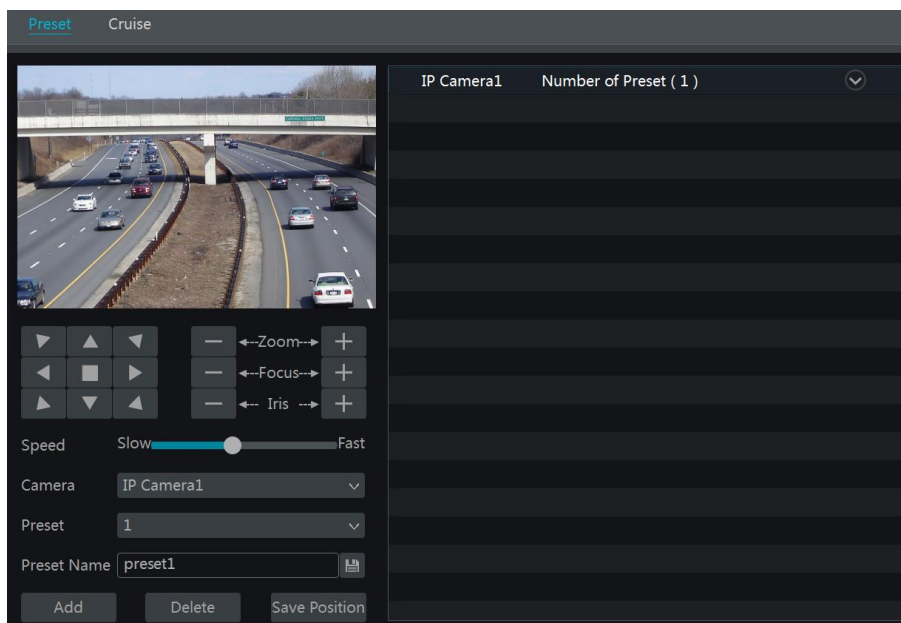 Preset Cruise
IP Camera1 Number of Preset ( 1 )
Zoom
Focus
Iris
Speed Slow Fast
Camera IP Camera1
Preset 1
Preset Name preset1
Add Delete Save Position